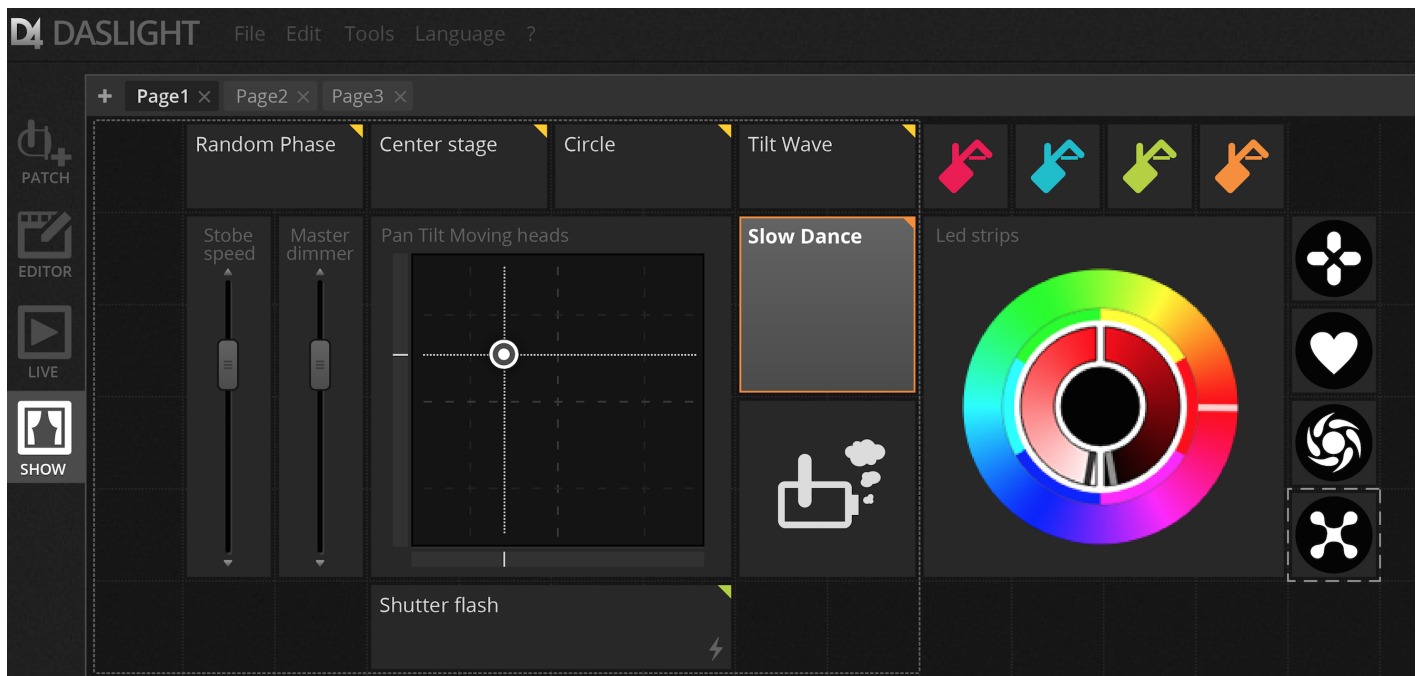 D4 DASLIGHT File Edit Tools Language ?
+ Page1 × Page2 × Page3 ×
PATCH
EDITOR
LIVE
SHOW
Random Phase
Center stage
Circle
Tilt Wave
Stobe
speed
Master
dimmer
Pan Tilt Moving heads
Slow Dance
Led strips
Shutter flash